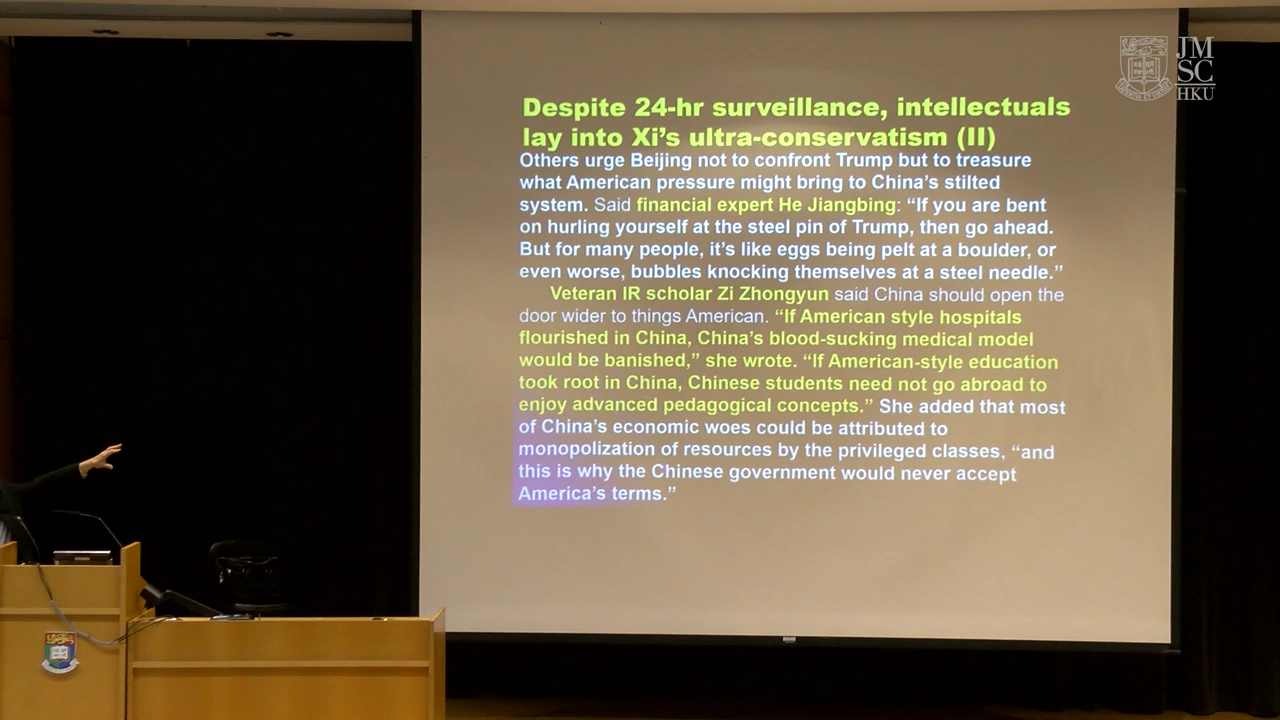 JM
SC
HKU
Despite 24-hr surveillance, intellectuals
lay into Xi’s ultra-conservatism (II)
Others urge Beijing not to confront Trump but to treasure
what American pressure might bring to China’s stilted
system. Said financial expert He Jiangbing: “If you are bent
on hurling yourself at the steel pin of Trump, then go ahead.
But for many people, it’s like eggs being pelt at a boulder, or
even worse, bubbles knocking themselves at a steel needle.”
Veteran IR scholar Zi Zhongyun said China should open the
door wider to things American. “If American style hospitals
flourished in China, China’s blood-sucking medical model
would be banished,” she wrote. “If American-style education
took root in China, Chinese students need not go abroad to
enjoy advanced pedagogical concepts.” She added that most
of China’s economic woes could be attributed to
monopolization of resources by the privileged classes, “and
this is why the Chinese government would never accept
America’s terms.”